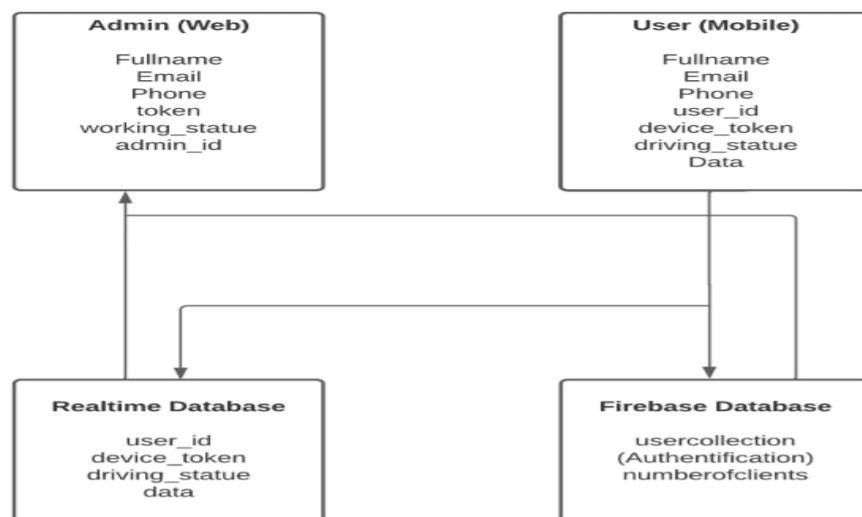 Admin (Web)
Fullname
Email
Phone
token
working_statue
admin_id
User (Mobile)
Fullname
Email
Phone
user_id
device_token
driving_statue
Data
Realtime Database
user_id
device_token
driving_statue
data
Firebase Database
usercollection
(Authentification)
numberofclients